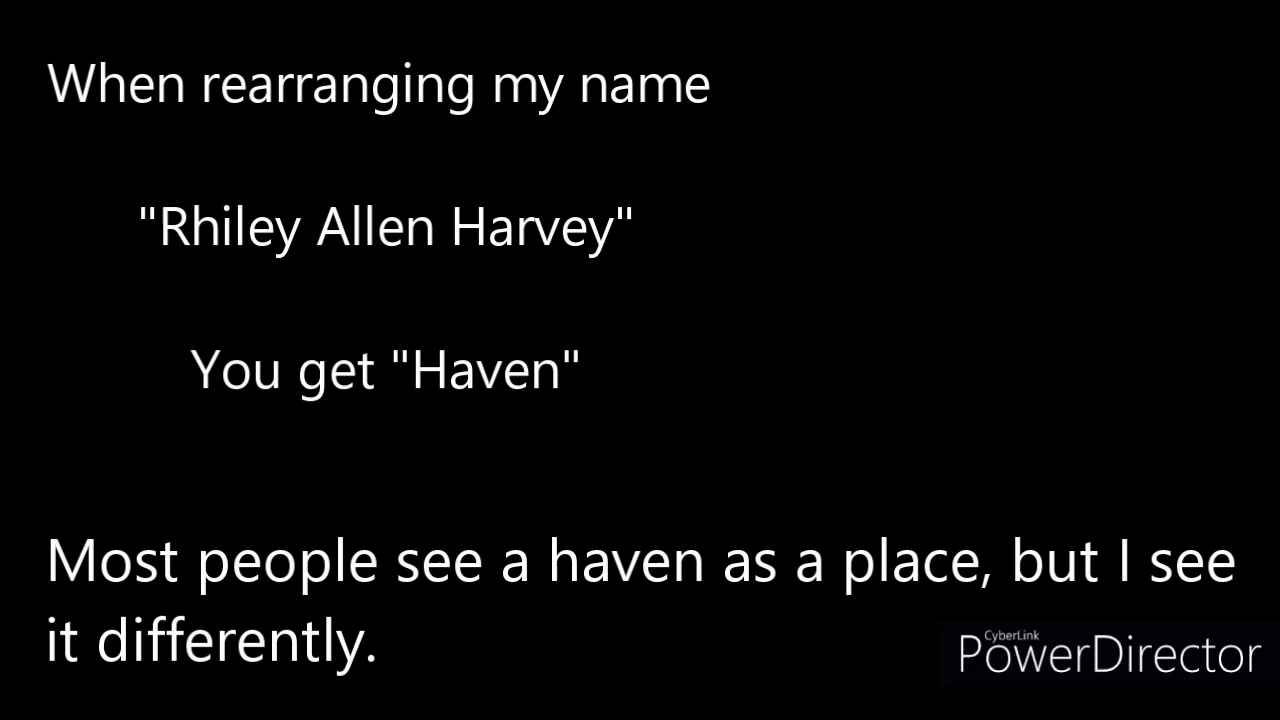 When rearranging my name
"Rhiley Allen Harvey"
You get "Haven"
Most people see a haven as a place, but I see
it differently.
CyberLink
PowerDirector